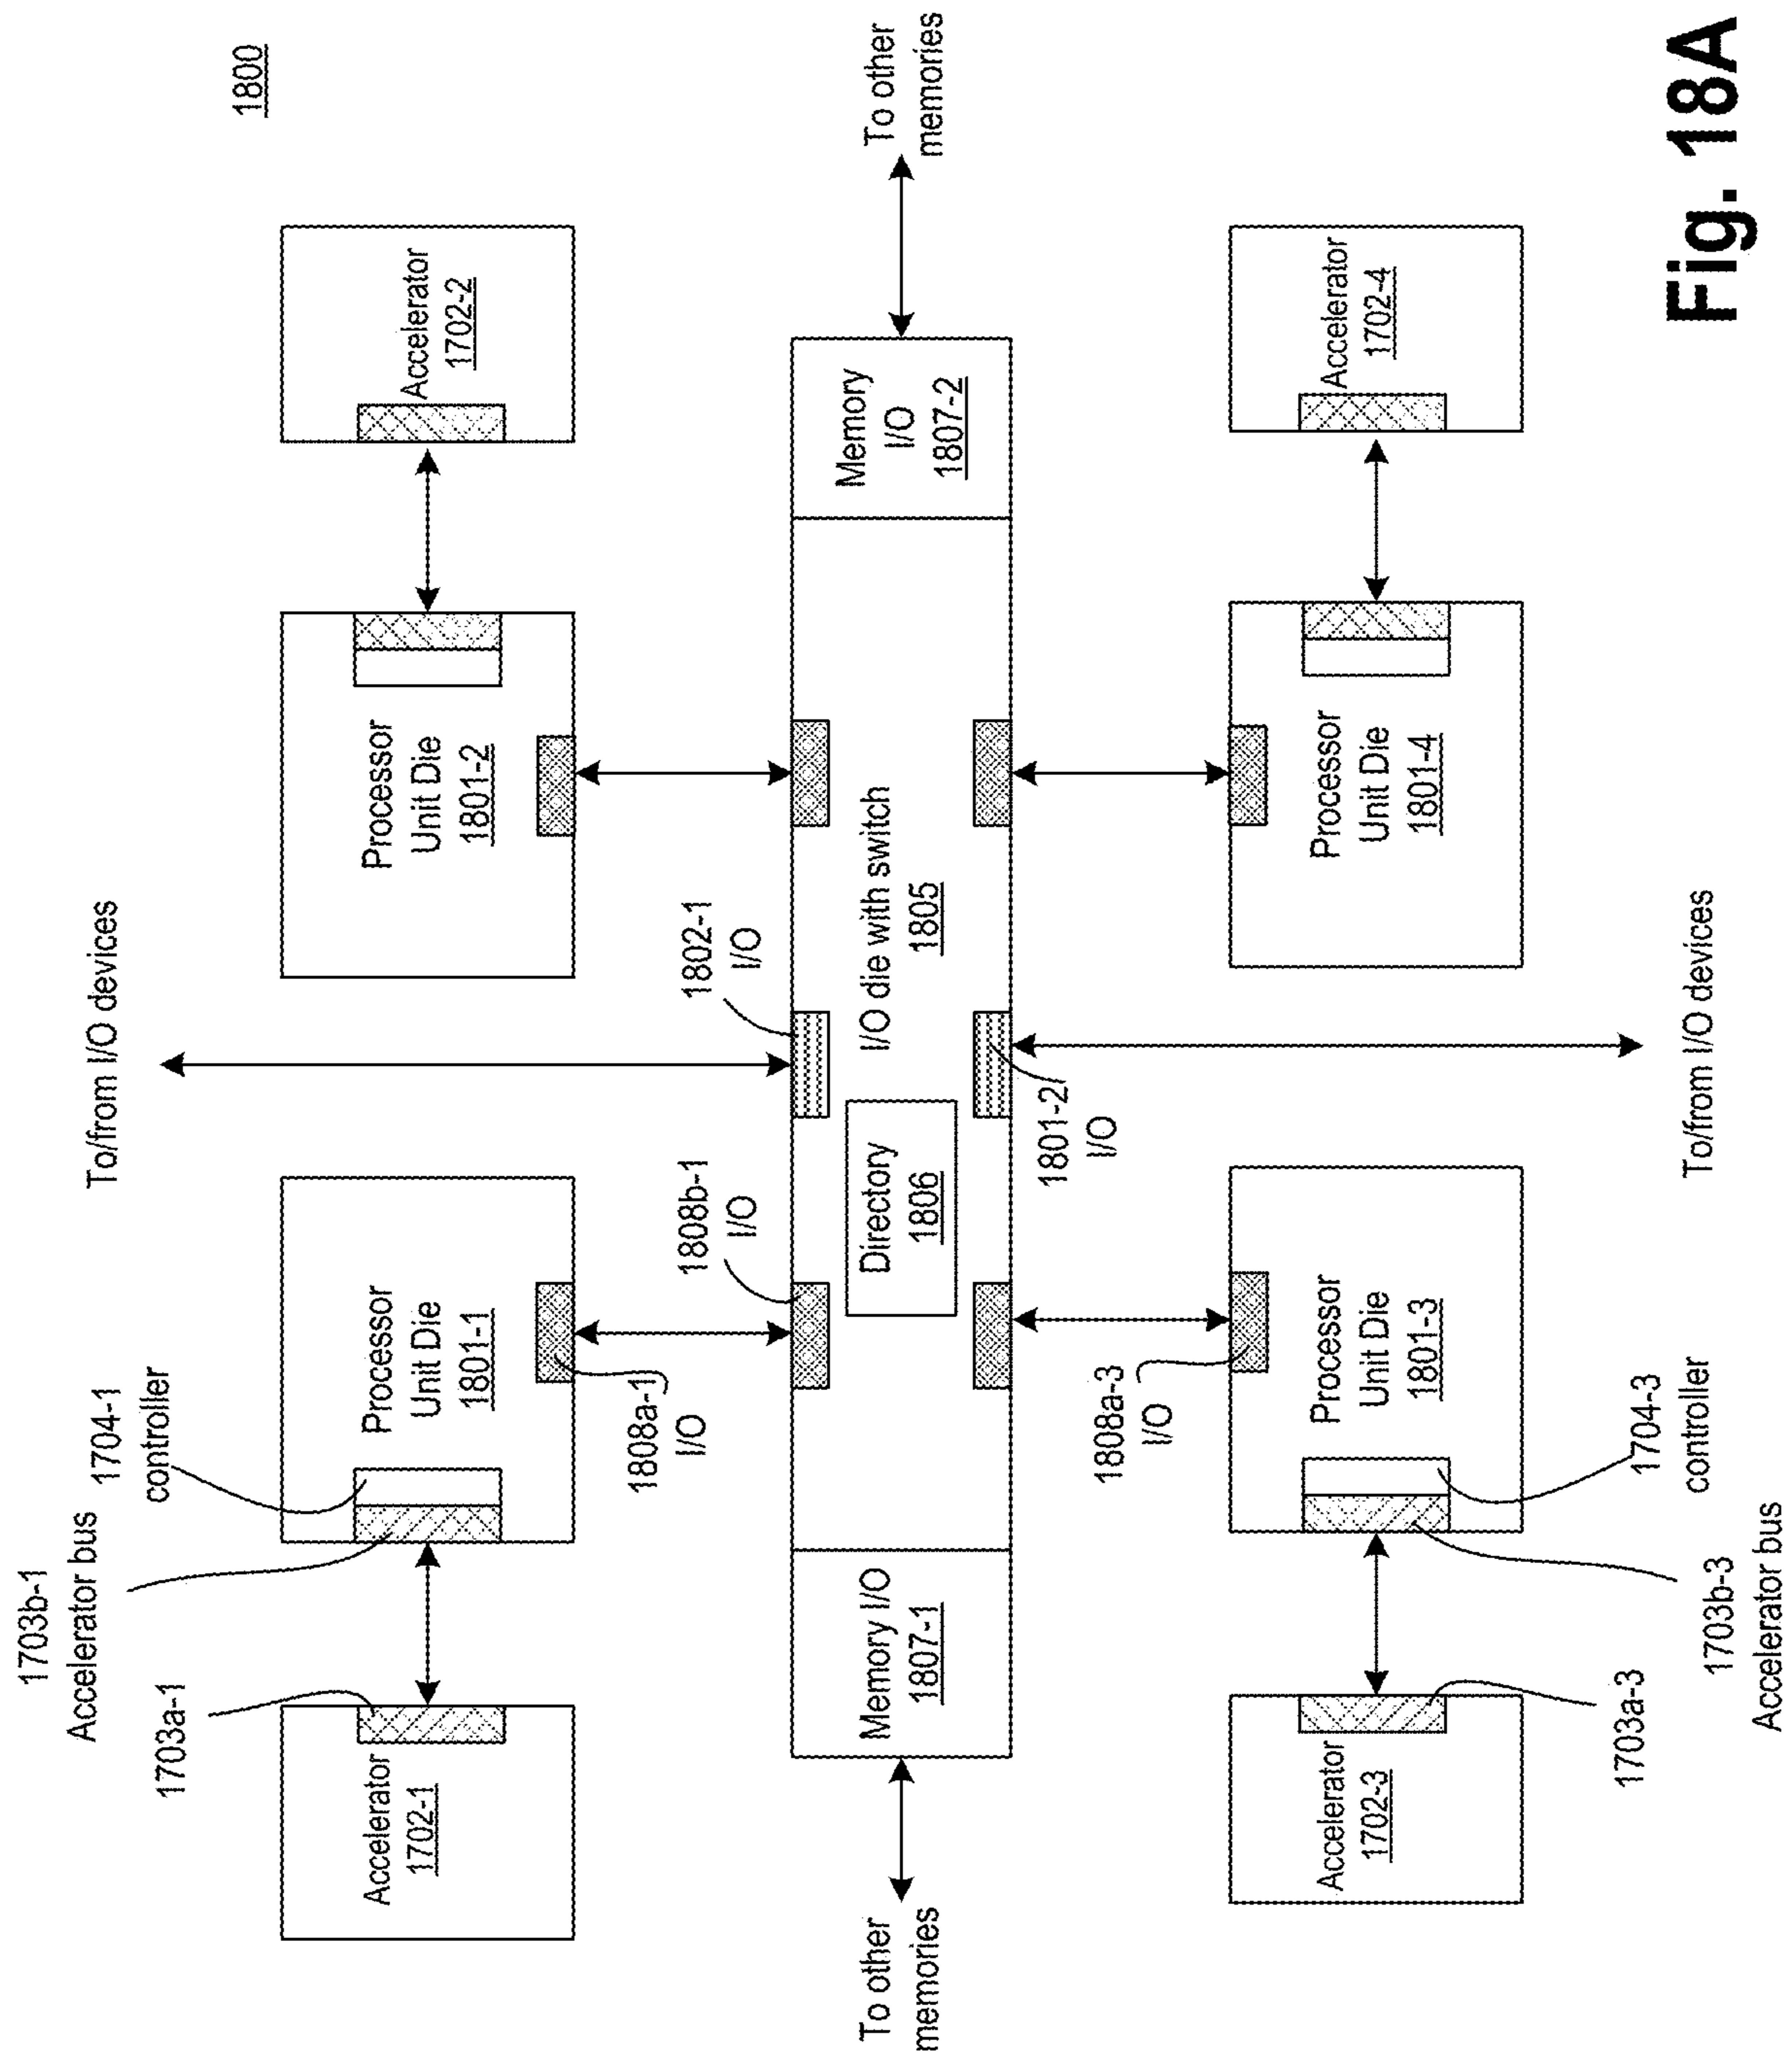 1800
1703b-1
Accelerator bus
1704-1
controller
To/from I/O devices
1703a-1
Accelerator
1702-1
Processor
Unit Die
1801-1
Processor
Unit Die
1801-2
Accelerator
1702-2
1808a-1
I/O
1808b-1
I/O
1802-1
I/O
To other
memories
Memory I/O
1807-1
Directory
1806
I/O die with switch
1805
Memory
I/O
1807-2
To other
memories
1808a-3
I/O
1801-2
I/O
Accelerator
1702-3
Processor
Unit Die
1801-3
Processor
Unit Die
1801-4
Accelerator
1702-4
1703a-3
1703b-3
Accelerator bus
1704-3
controller
To/from I/O devices
Fig. 18A